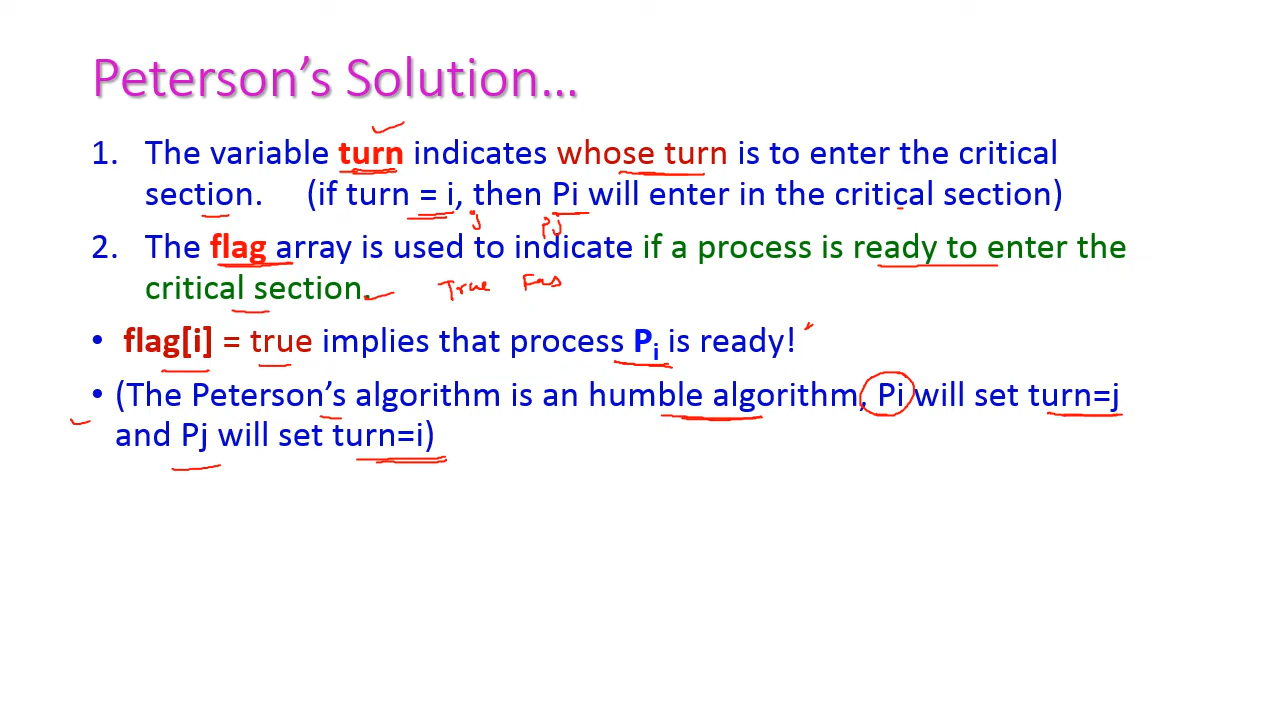 Peterson's Solution...
1. The variable turn indicates whose turn is to enter the critical
section. (if turn = i, then Pi will enter in the critical section)
j Pj
2. The flag array is used to indicate if a process is ready to enter the
critical section. True Fas
• flag[i] = true implies that process Pi is ready!
• (The Peterson's algorithm is an humble algorithm, Pi will set turn=j
and Pj will set turn=i)